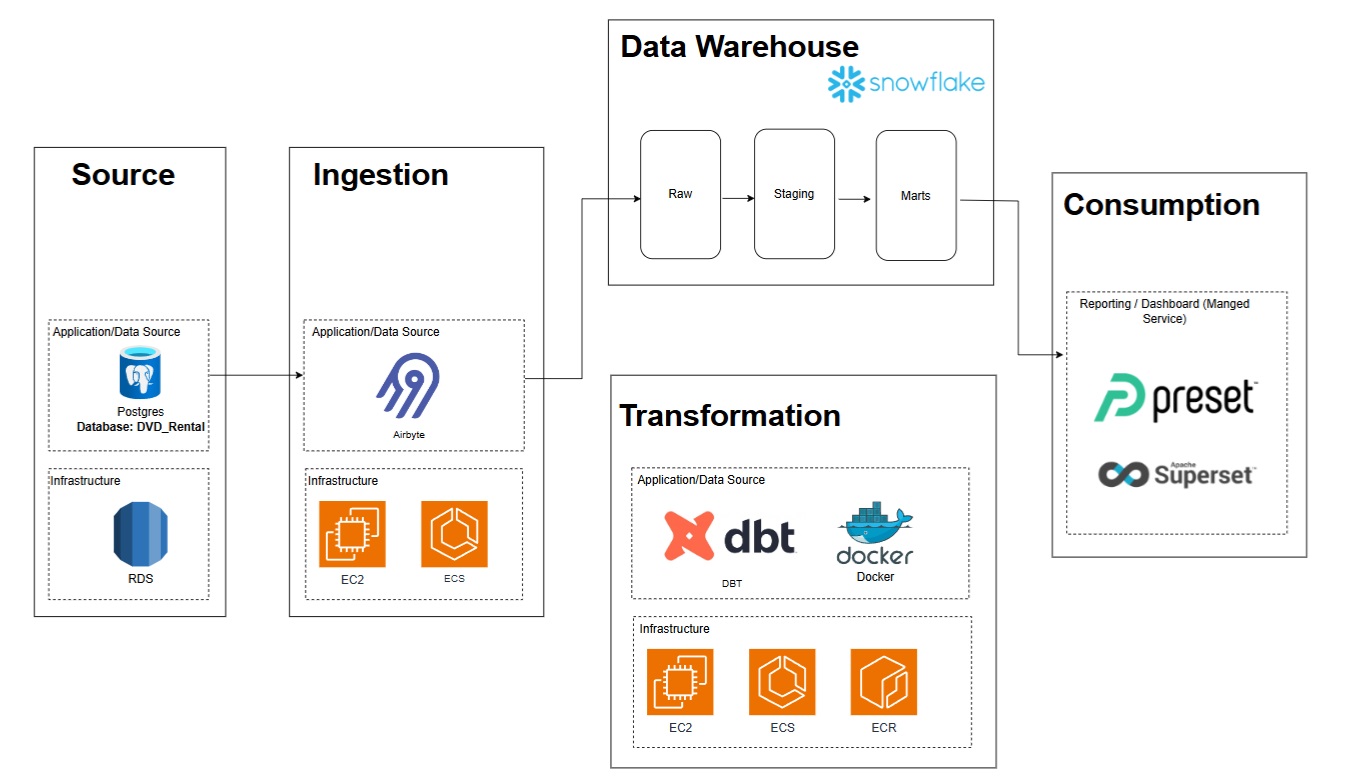 Source
Application/Data Source
Postgres
Database: DVD_Rental
Infrastructure
RDS
Ingestion
Application/Data Source
Airbyte
Infrastructure
EC2
ECS
Data Warehouse
snowflake
Raw
Staging
Marts
Transformation
Application/Data Source
dbt
DBT
docker
Docker
Infrastructure
EC2
ECS
ECR
Consumption
Reporting / Dashboard (Manged
Service)
preset™
Apache
Superset™